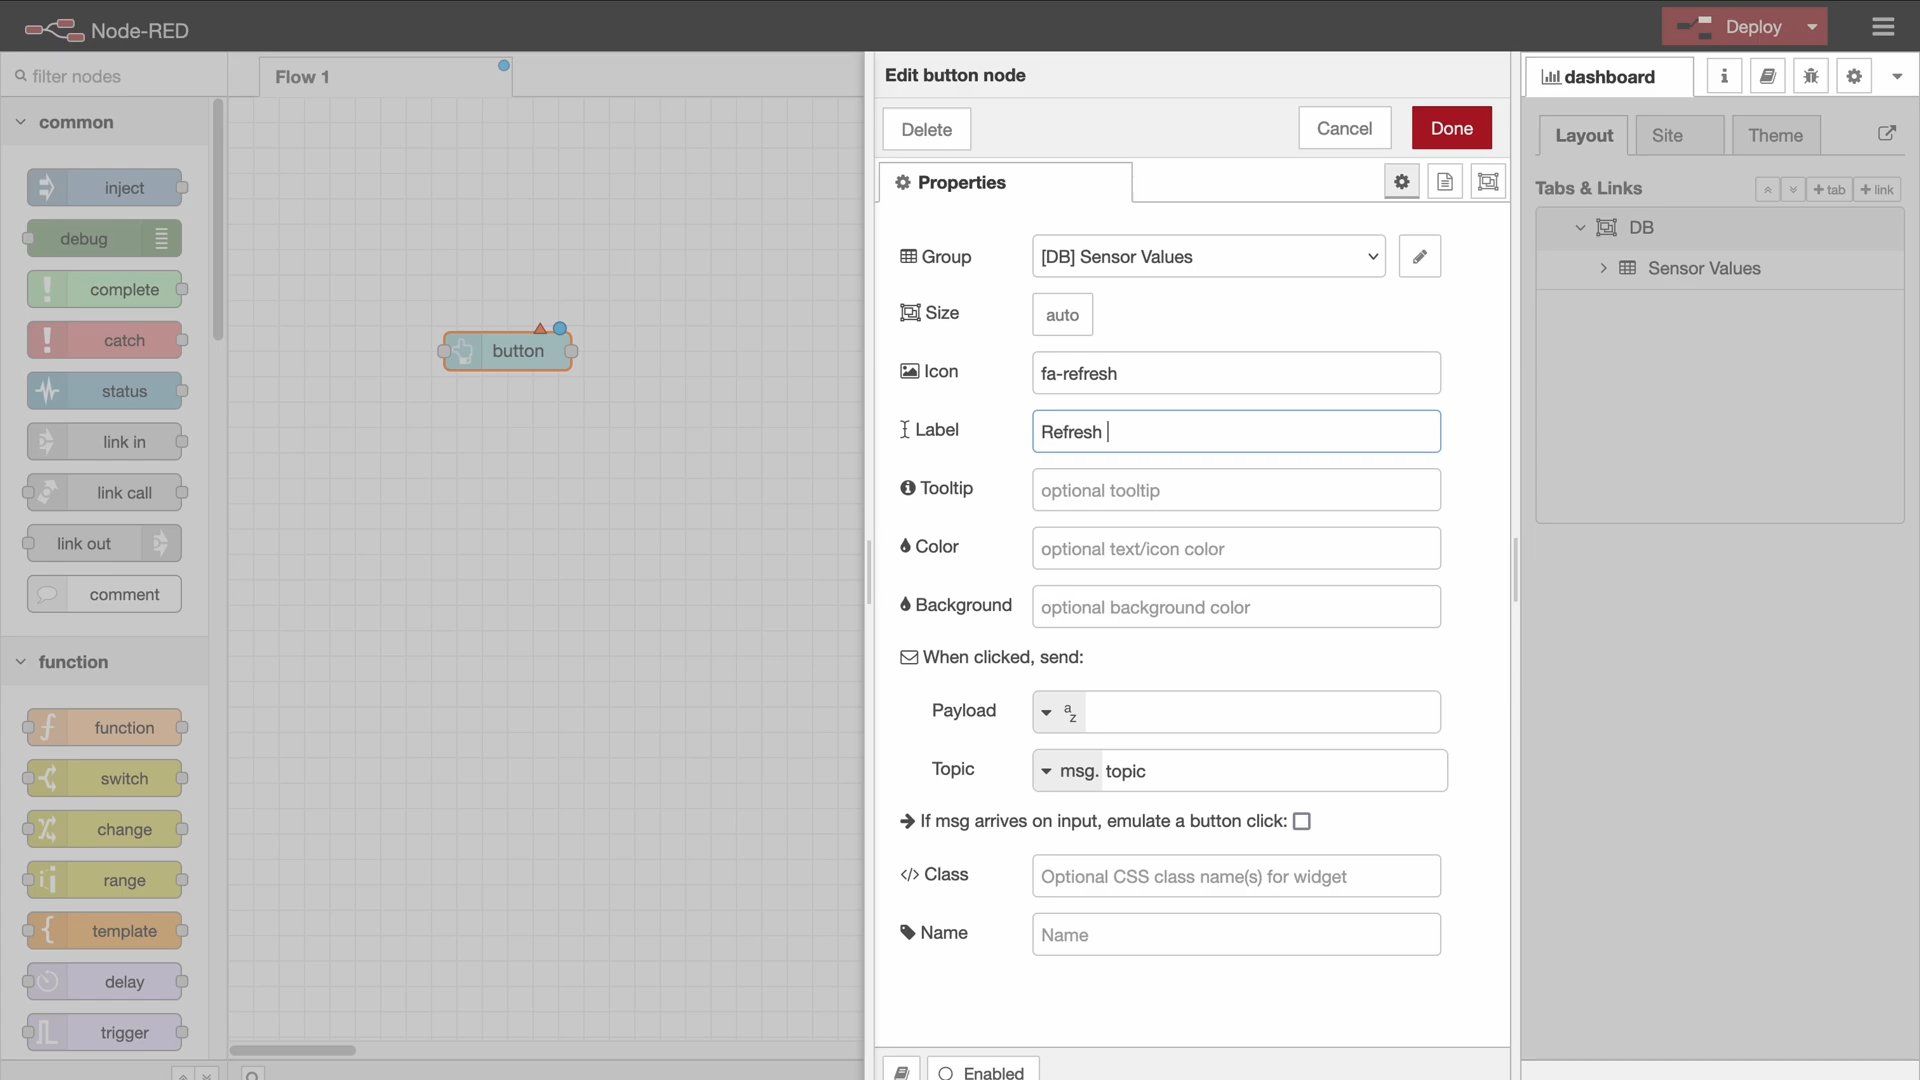 Node-RED
Deploy
filter nodes
Flow 1
Edit button node
dashboard
Delete
Cancel
Done
Layout
Site
Theme
common
Properties
Tabs & Links
tab
link
inject
debug
complete
catch
status
link in
link call
link out
comment
function
function
switch
change
range
template
delay
trigger
button
Group
[DB] Sensor Values
Size
auto
Icon
fa-refresh
Label
Refresh
Tooltip
optional tooltip
Color
optional text/icon color
Background
optional background color
When clicked, send:
Payload
a z
Topic
msg. topic
If msg arrives on input, emulate a button click:
</> Class
Optional CSS class name(s) for widget
Name
Name
Enabled
DB
Sensor Values